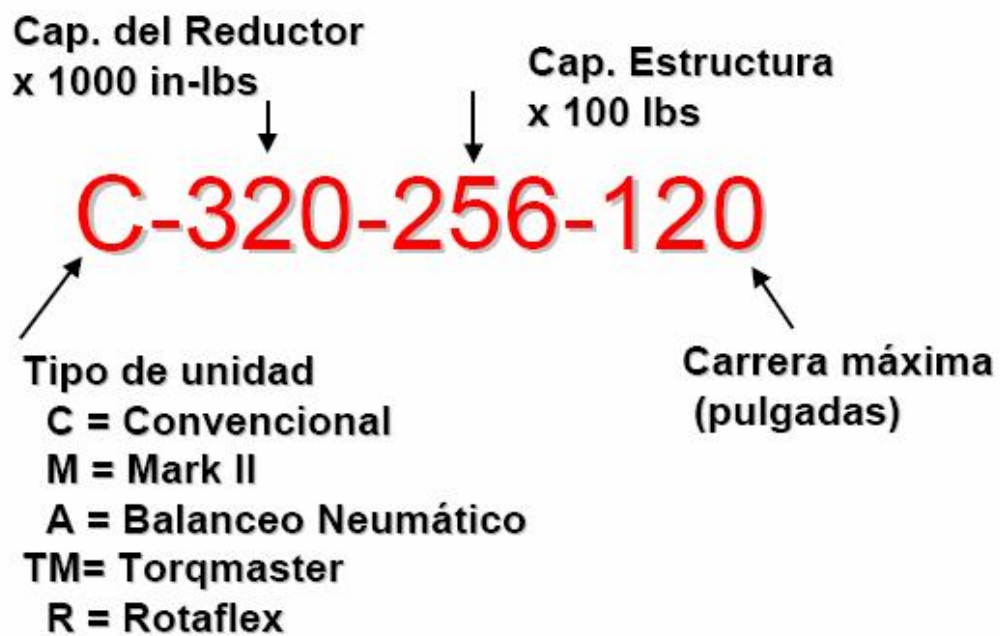 Cap. del Reductor
x 1000 in-lbs
Cap. Estructura
x 100 lbs
C-320-256-120
Tipo de unidad
C = Convencional
M = Mark II
A = Balanceo Neumático
TM= Torqmaster
R = Rotaflex
Carrera máxima
(pulgadas)